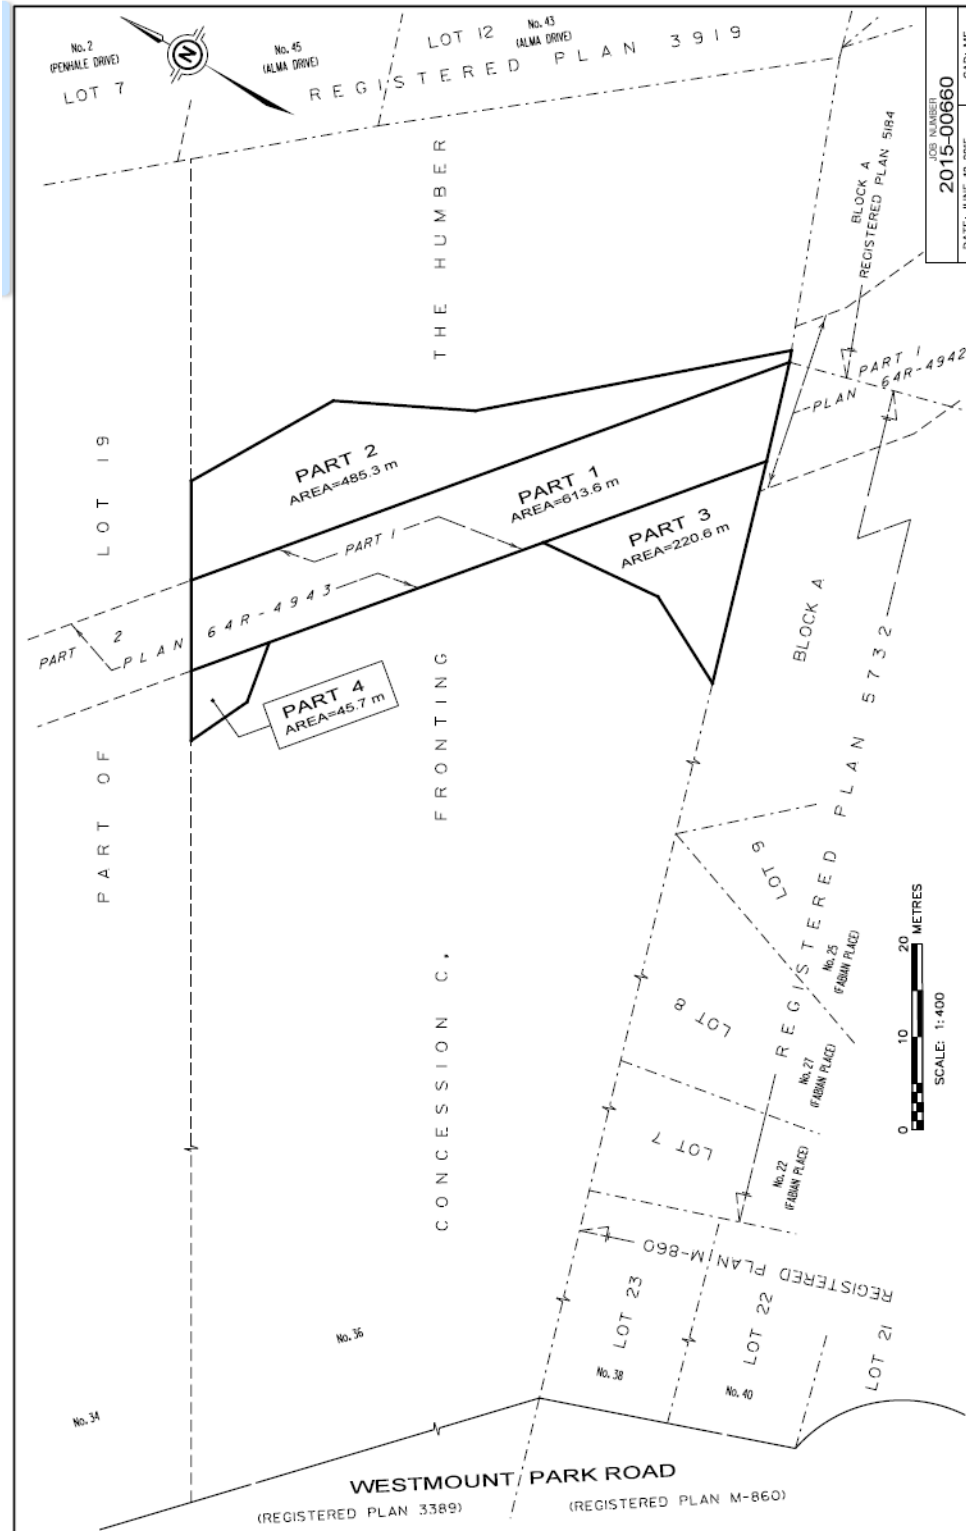 No. 2
(PENHALE DRIVE)
LOT 7
N
No. 45
(ALMA DRIVE)
LOT 12
No. 43
(ALMA DRIVE)
REGISTERED PLAN 3919
JOB NUMBER
2015-00660
BLOCK A
REGISTERED PLAN 5184
THE HUMBER
PART 1
PLAN 64R-4942
LOT 19
PART 2
AREA=485.3 m
PART 1
AREA=613.6 m
PART 3
AREA=220.6 m
PART 1
PLAN 64R-4943
PART 2
PART 4
AREA=45.7 m
BLOCK A
FRONTING
PART OF
REGISTERED PLAN 5732
LOT 9
No. 25
(FABIAN PLACE)
CONCESSION C,
LOT 8
No. 27
(FABIAN PLACE)
0 10 20 METRES
SCALE: 1:400
LOT 7
No. 22
(FABIAN PLACE)
REGISTERED PLAN M-860
LOT 23
No. 38
LOT 22
No. 40
LOT 21
No. 36
No. 34
WESTMOUNT PARK ROAD
(REGISTERED PLAN 3389)
(REGISTERED PLAN M-860)